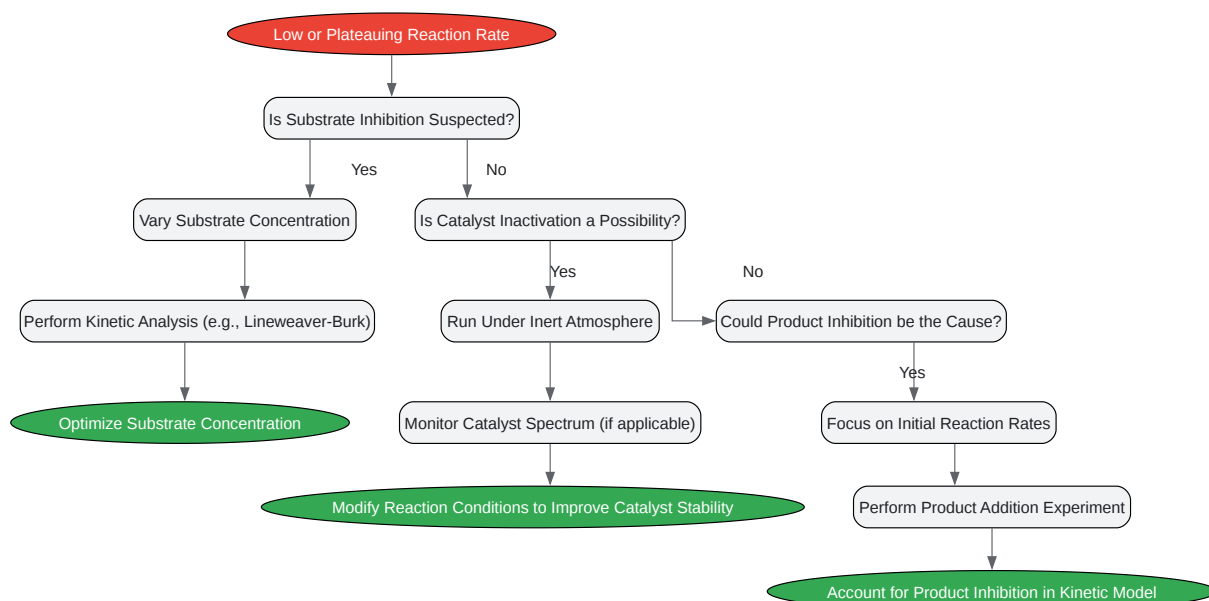 Low or Plateauing Reaction Rate
Is Substrate Inhibition Suspected?
Yes
No
Vary Substrate Concentration
Is Catalyst Inactivation a Possibility?
Yes
No
Perform Kinetic Analysis (e.g., Lineweaver-Burk)
Run Under Inert Atmosphere
Could Product Inhibition be the Cause?
Yes
Optimize Substrate Concentration
Monitor Catalyst Spectrum (if applicable)
Focus on Initial Reaction Rates
Modify Reaction Conditions to Improve Catalyst Stability
Perform Product Addition Experiment
Account for Product Inhibition in Kinetic Model